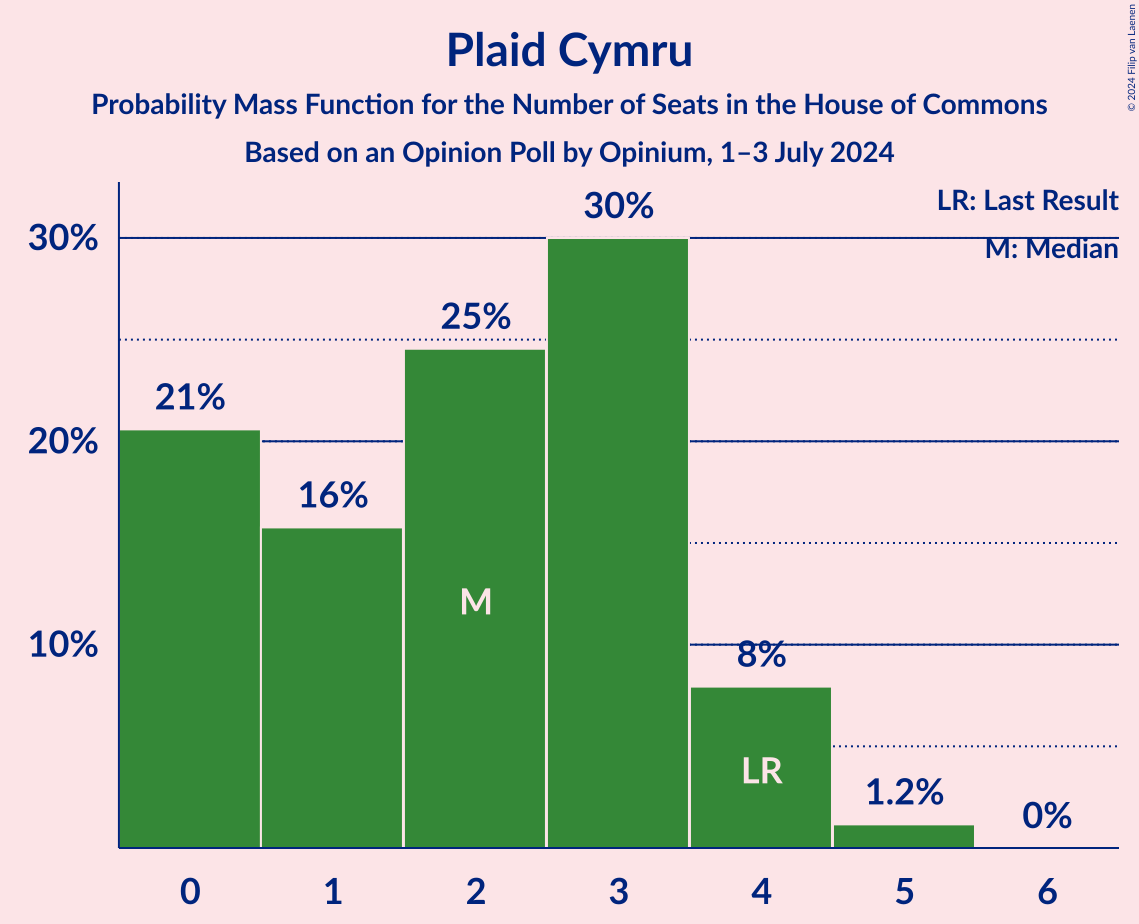 Plaid Cymru
Probability Mass Function for the Number of Seats in the House of Commons
Based on an Opinion Poll by Opinium, 1–3 July 2024
© 2024 Filip van Laenen
LR: Last Result
M: Median
30%
20%
10%
21%
16%
25%
30%
8%
1.2%
0%
M
LR
0 1 2 3 4 5 6